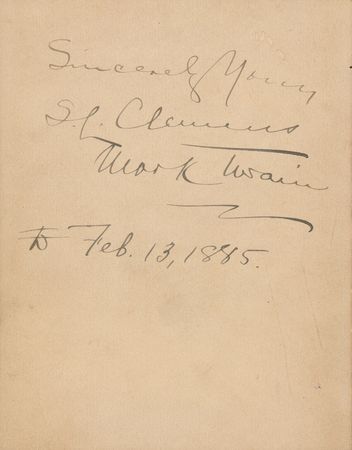 Sincerely Yours
S. L. Clemens
Mark Twain
Feb. 13, 1885.